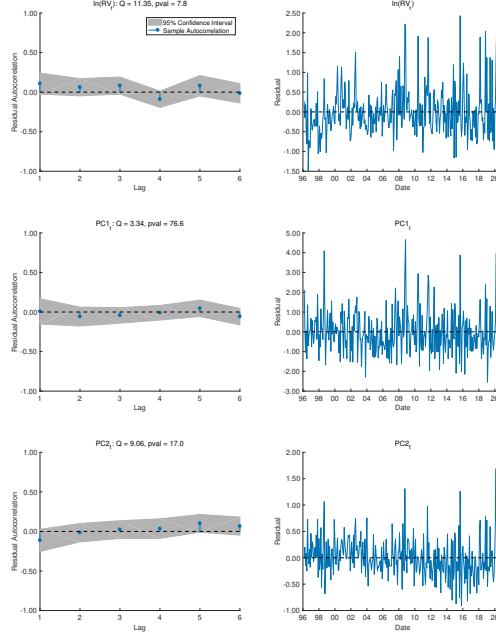 ln(RV_t): Q = 11.35, pval = 7.8
1.00
0.50
0.00
-0.50
-1.00
Residual Autocorrelation
95% Confidence Interval
Sample Autocorrelation
1 2 3 4 5 6
Lag
ln(RV_t)
2.50
2.00
1.50
1.00
0.50
0.00
-0.50
-1.00
-1.50
Residual
96 98 00 02 04 06 08 10 12 14 16 18 20
Date
PC1_t: Q = 3.34, pval = 76.6
1.00
0.50
0.00
-0.50
-1.00
Residual Autocorrelation
1 2 3 4 5 6
Lag
PC1_t
5.00
4.00
3.00
2.00
1.00
0.00
-1.00
-2.00
-3.00
Residual
96 98 00 02 04 06 08 10 12 14 16 18 20
Date
PC2_t: Q = 9.06, pval = 17.0
1.00
0.50
0.00
-0.50
-1.00
Residual Autocorrelation
1 2 3 4 5 6
Lag
PC2_t
2.00
1.50
1.00
0.50
0.00
-0.50
-1.00
Residual
96 98 00 02 04 06 08 10 12 14 16 18 20
Date